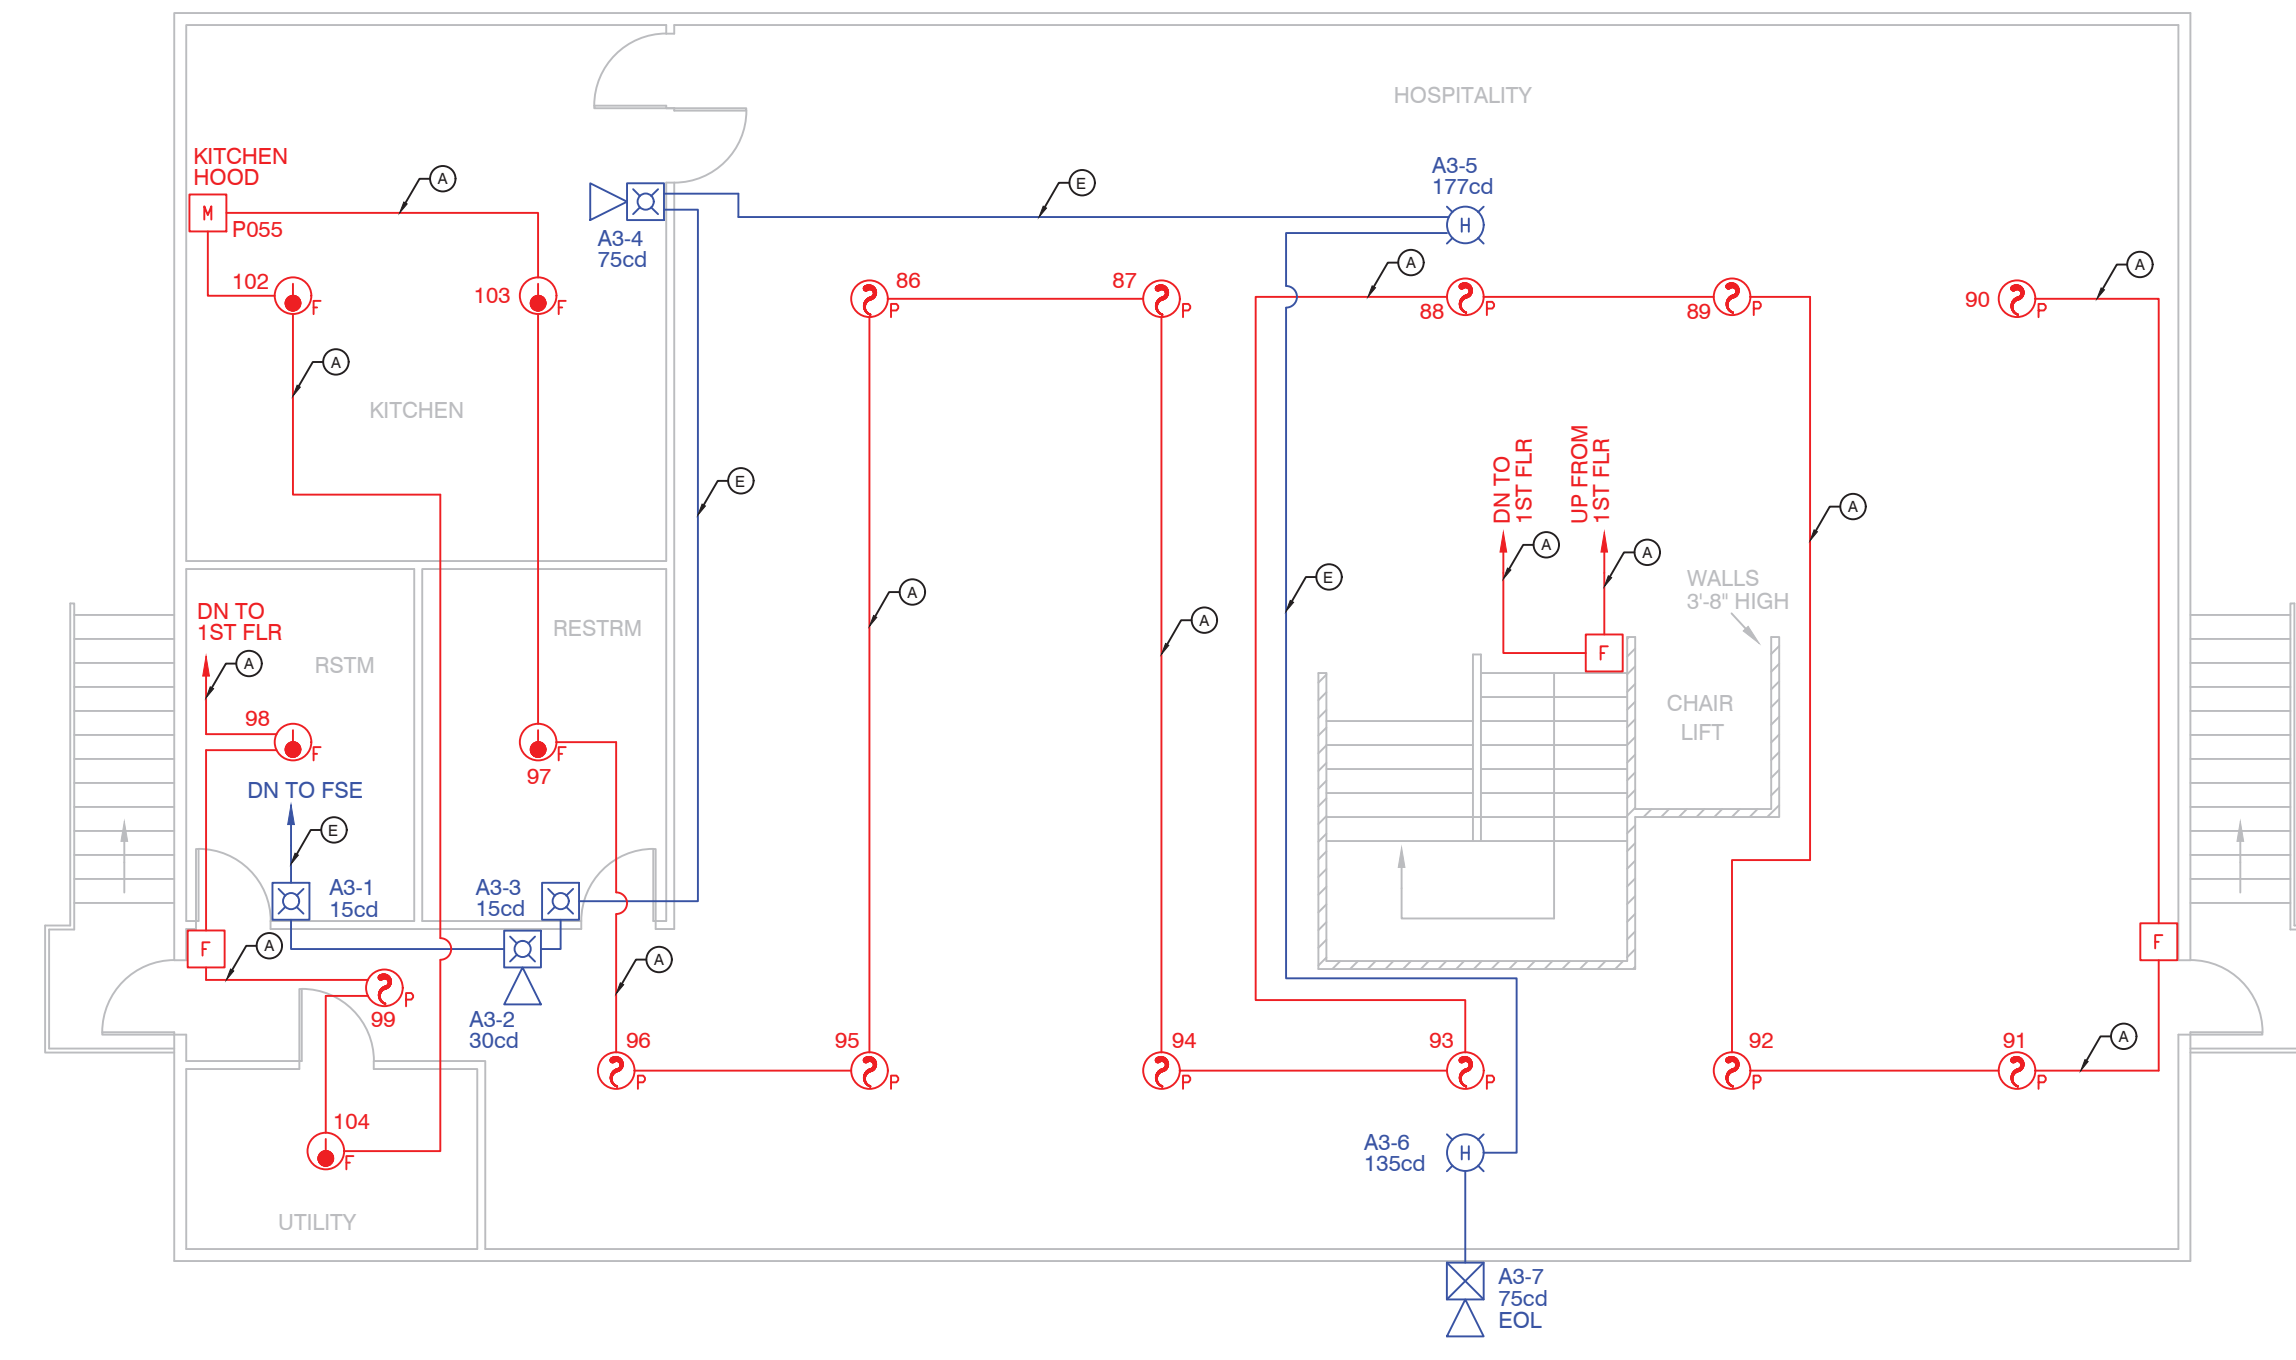 HOSPITALITY
KITCHEN
HOOD
A
E
A3-5
177cd
M
P055
H
A3-4
75cd
A
A
102
F
103
F
86
P
87
P
88
P
89
P
90
P
A
KITCHEN
E
DN TO
1ST FLR
UP FROM
1ST FLR
A
A
A
E
A
A
WALLS
3'-8" HIGH
DN TO
1ST FLR
RESTRM
A
RSTM
F
CHAIR
LIFT
98
F
F
97
DN TO FSE
E
A3-1
15cd
A3-3
15cd
F
A
A
F
P
99
A3-2
30cd
96
P
95
P
94
P
93
P
92
P
91
P
A
104
F
A3-6
135cd
H
UTILITY
A3-7
75cd
EOL